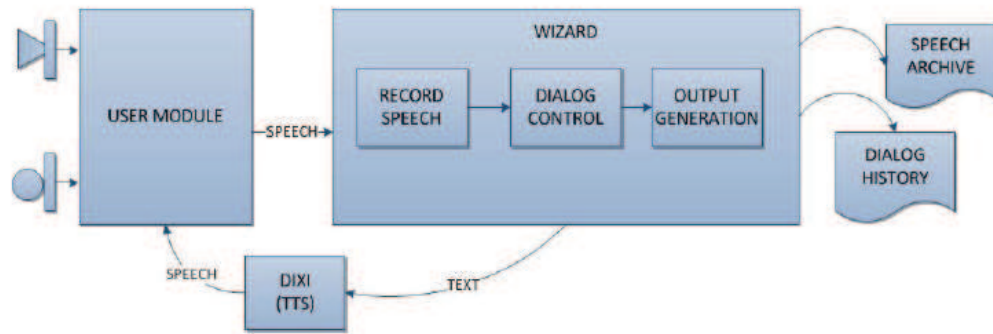 WIZARD
SPEECH
ARCHIVE
USER MODULE
SPEECH
RECORD
SPEECH
DIALOG
CONTROL
OUTPUT
GENERATION
DIALOG
HISTORY
SPEECH
DIXI
(TTS)
TEXT